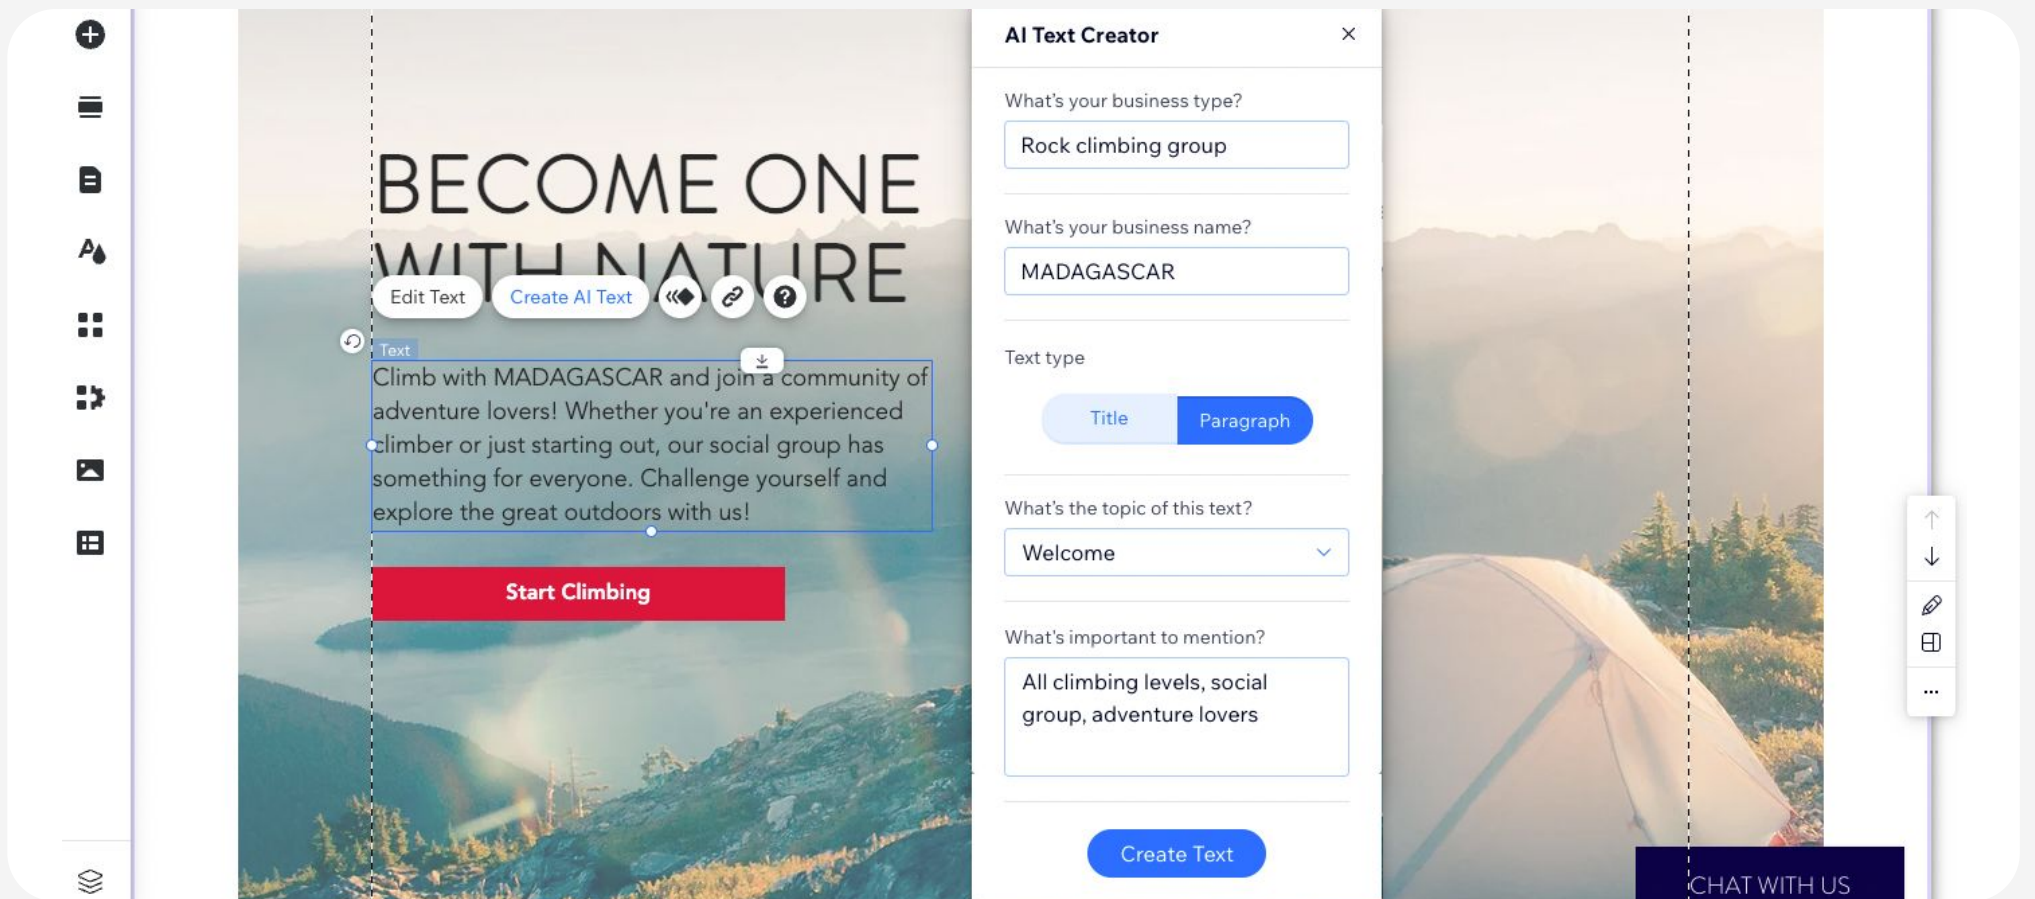 BECOME ONE
WITH NATURE
Edit Text
Create AI Text
Text
Climb with MADAGASCAR and join a community of
adventure lovers! Whether you're an experienced
climber or just starting out, our social group has
something for everyone. Challenge yourself and
explore the great outdoors with us!
Start Climbing
AI Text Creator
What's your business type?
Rock climbing group
What's your business name?
MADAGASCAR
Text type
Title
Paragraph
What's the topic of this text?
Welcome
What's important to mention?
All climbing levels, social
group, adventure lovers
Create Text
CHAT WITH US